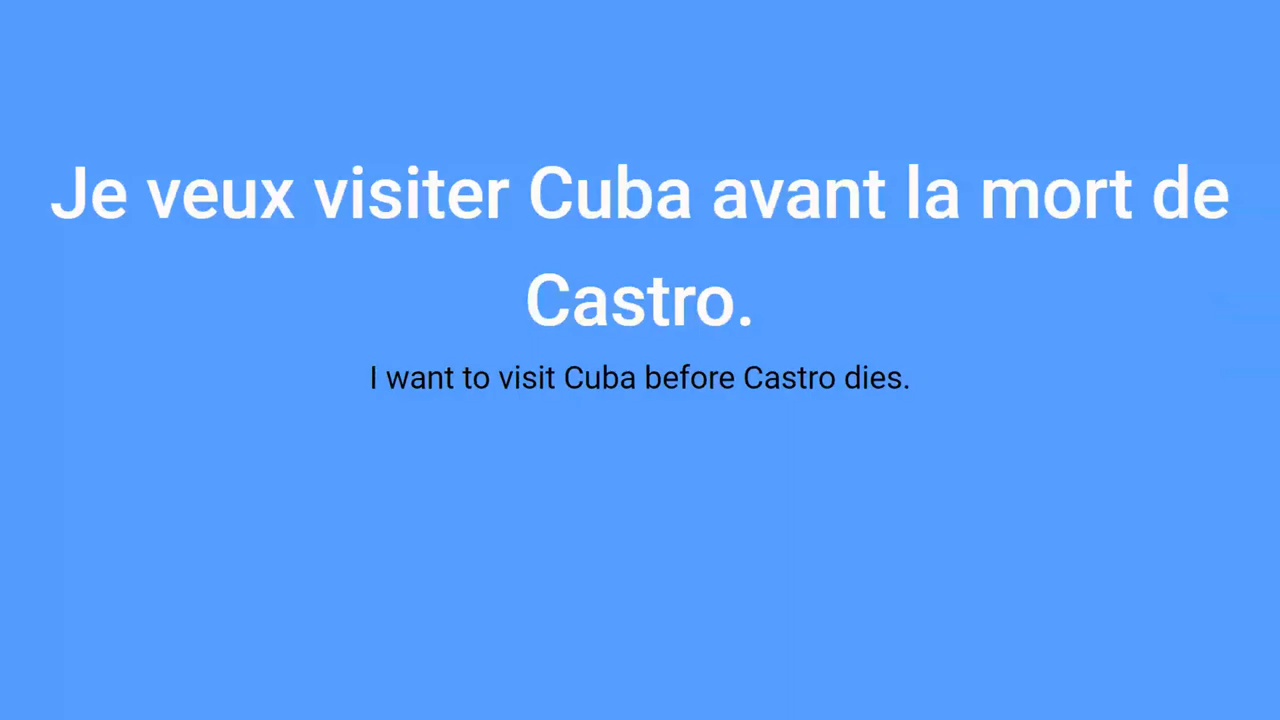 Je veux visiter Cuba avant la mort de
Castro.
I want to visit Cuba before Castro dies.